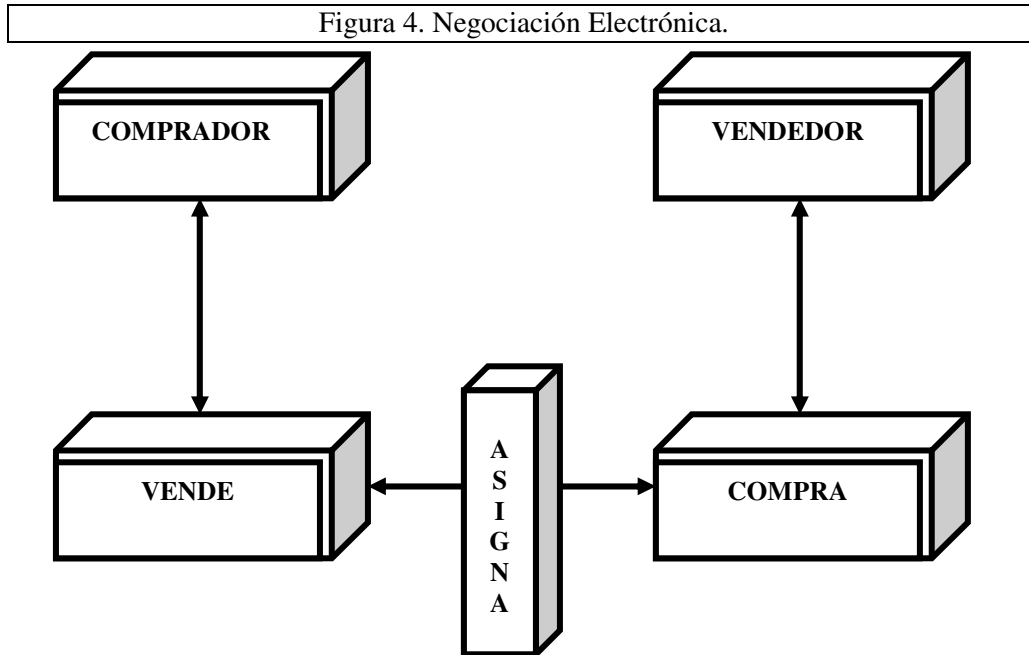 Figura 4. Negociación Electrónica.
COMPRADOR
VENDEDOR
VENDE
A
S
I
G
N
A
COMPRA